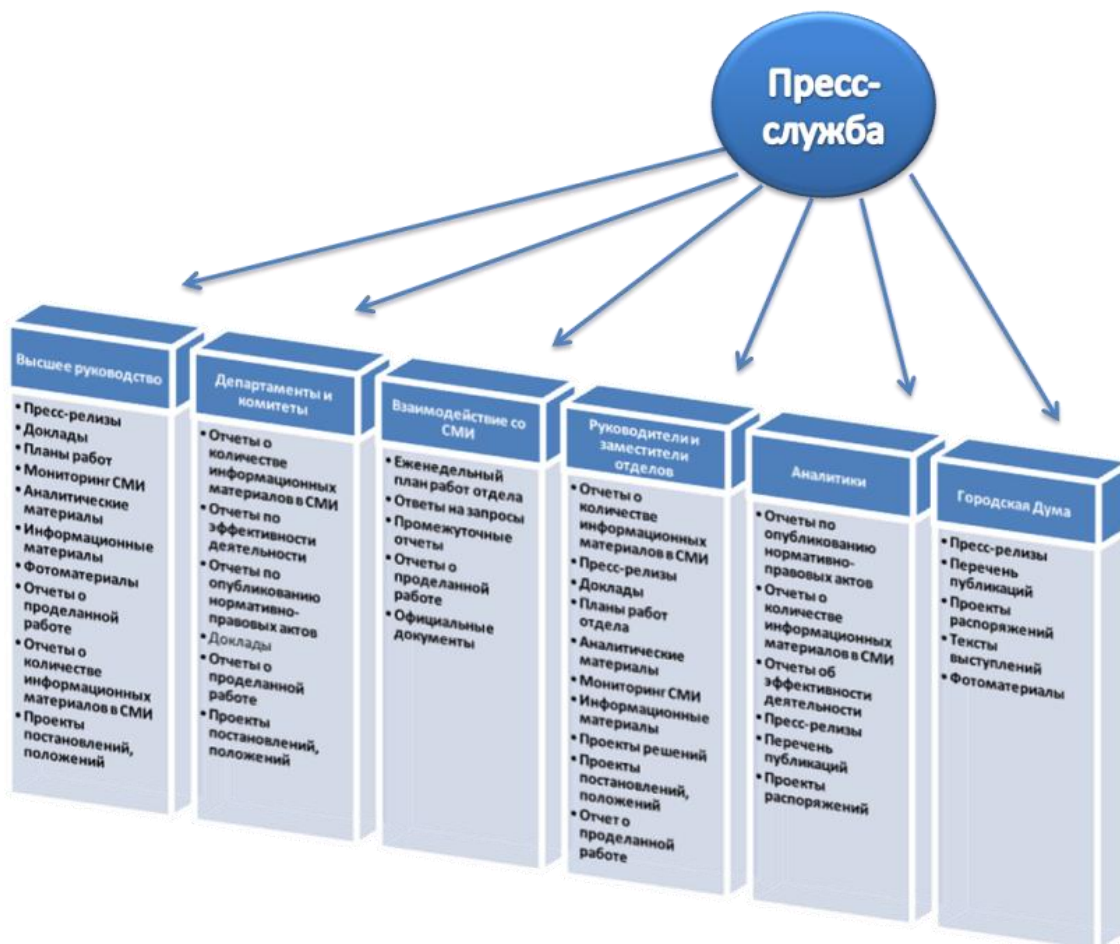 Пресс-
служба
Высшее руководство
• Пресс-релизы
• Доклады
• Планы работ
• Мониторинг СМИ
• Аналитические
материалы
• Информационные
материалы
• Фотоматериалы
• Отчеты о
проделанной
работе
• Отчеты о
количестве
информационных
материалов в СМИ
• Проекты
постановлений,
положений
Департаменты и
комитеты
• Отчеты о
количестве
информационных
материалов в СМИ
• Отчеты по
эффективности
деятельности
• Отчеты по
опубликованию
нормативно-
правовых актов
• Доклады
• Отчеты о
проделанной
работе
• Проекты
постановлений,
положений
Взаимодействие со
СМИ
• Еженедельный
план работ отдела
• Ответы на запросы
• Промежуточные
отчеты
• Отчеты о
проделанной
работе
• Официальные
документы
Руководители и
заместители
отделов
• Отчеты о
количестве
информационных
материалов в СМИ
• Пресс-релизы
• Доклады
• Планы работ
отдела
• Аналитические
материалы
• Мониторинг СМИ
• Информационные
материалы
• Проекты решений
• Проекты
постановлений,
положений
• Отчет о
проделанной
работе
Аналитики
• Отчеты по
опубликованию
нормативно-
правовых актов
• Отчеты о
количестве
информационных
материалов в СМИ
• Отчеты об
эффективности
деятельности
• Пресс-релизы
• Перечень
публикаций
• Проекты
распоряжений
Городская Дума
• Пресс-релизы
• Перечень
публикаций
• Проекты
распоряжений
• Тексты
выступлений
• Фотоматериалы